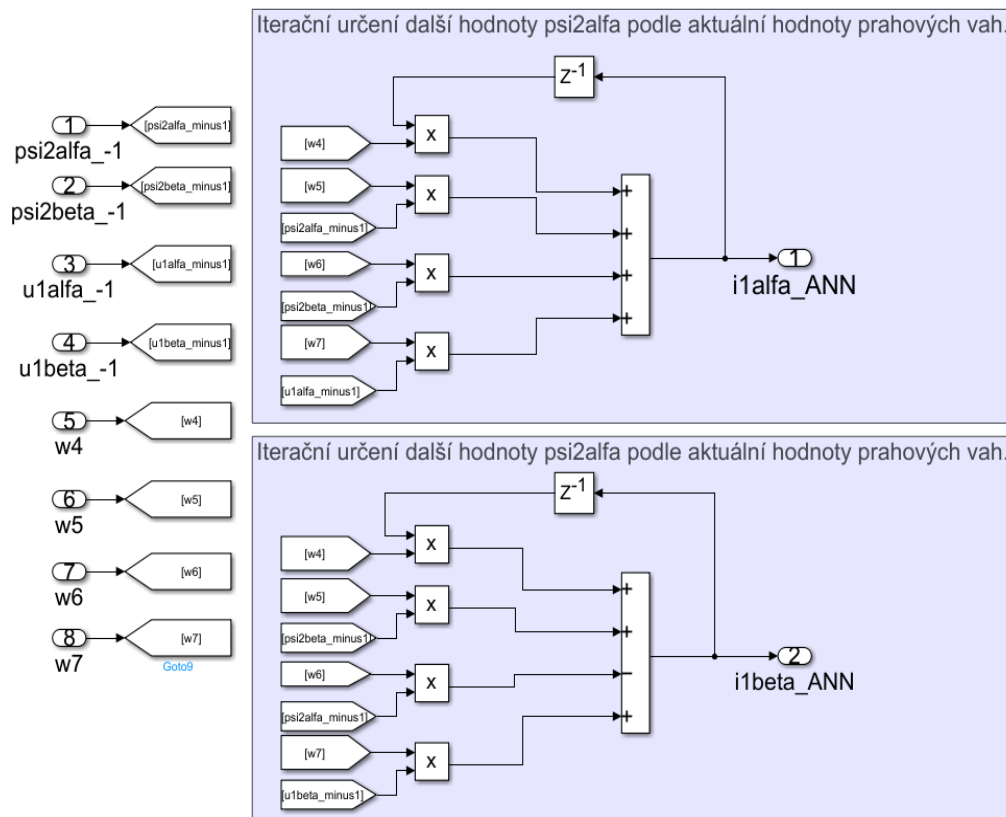 Iterační určení další hodnoty psi2alfa podle aktuální hodnoty prahových vah.
1
psi2alfa_-1
[psi2alfa_minus1]
2
psi2beta_-1
[psi2beta_minus1]
3
u1alfa_-1
[u1alfa_minus1]
4
u1beta_-1
[u1beta_minus1]
5
w4
[w4]
6
w5
[w5]
7
w6
[w6]
8
w7
[w7]
Goto9
Z-1
[w4]
x
[w5]
x
[psi2alfa_minus1]
[w6]
x
[psi2beta_minus1]
[w7]
x
[u1alfa_minus1]
+
+
+
+
1
i1alfa_ANN
Iterační určení další hodnoty psi2alfa podle aktuální hodnoty prahových vah.
Z-1
[w4]
x
[w5]
x
[psi2beta_minus1]
[w6]
x
[psi2alfa_minus1]
[w7]
x
[u1beta_minus1]
+
+
−
+
2
i1beta_ANN